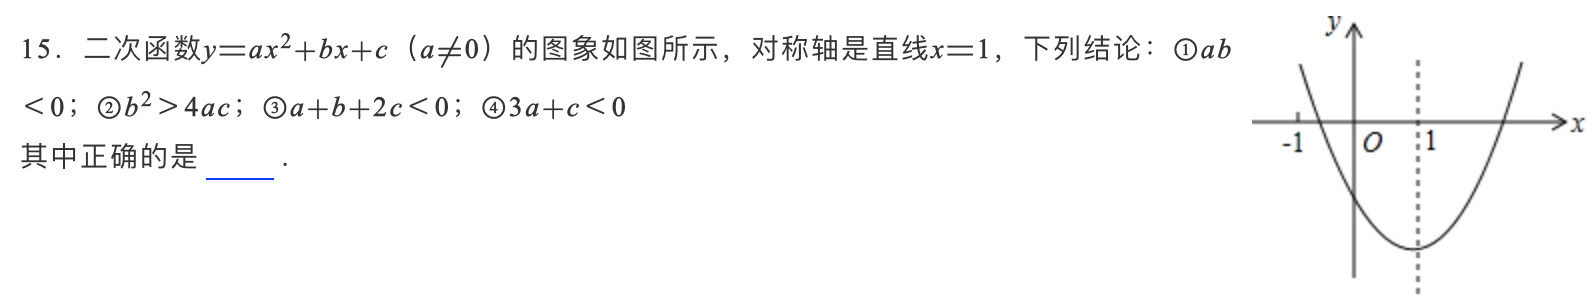 15．二次函数y＝ax²+bx+c（a≠0）的图象如图所示，对称轴是直线x＝1，下列结论：①ab
＜0；②b²＞4ac；③a+b+2c＜0；④3a+c＜0
其中正确的是 ____ ．
y
x
-1
O
1